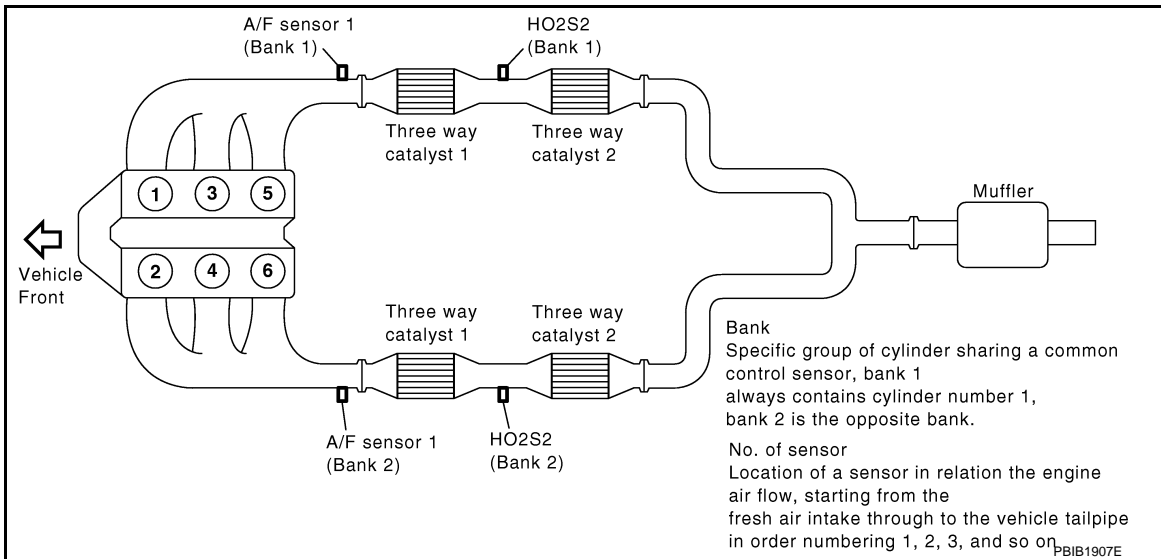 A/F sensor 1
(Bank 1)
HO2S2
(Bank 1)
Three way
catalyst 1
Three way
catalyst 2
1
3
5
Muffler
Vehicle
Front
2
4
6
Three way
catalyst 1
Three way
catalyst 2
A/F sensor 1
(Bank 2)
HO2S2
(Bank 2)
Bank
Specific group of cylinder sharing a common
control sensor, bank 1
always contains cylinder number 1,
bank 2 is the opposite bank.
No. of sensor
Location of a sensor in relation the engine
air flow, starting from the
fresh air intake through to the vehicle tailpipe
in order numbering 1, 2, 3, and so on
PBIB1907E